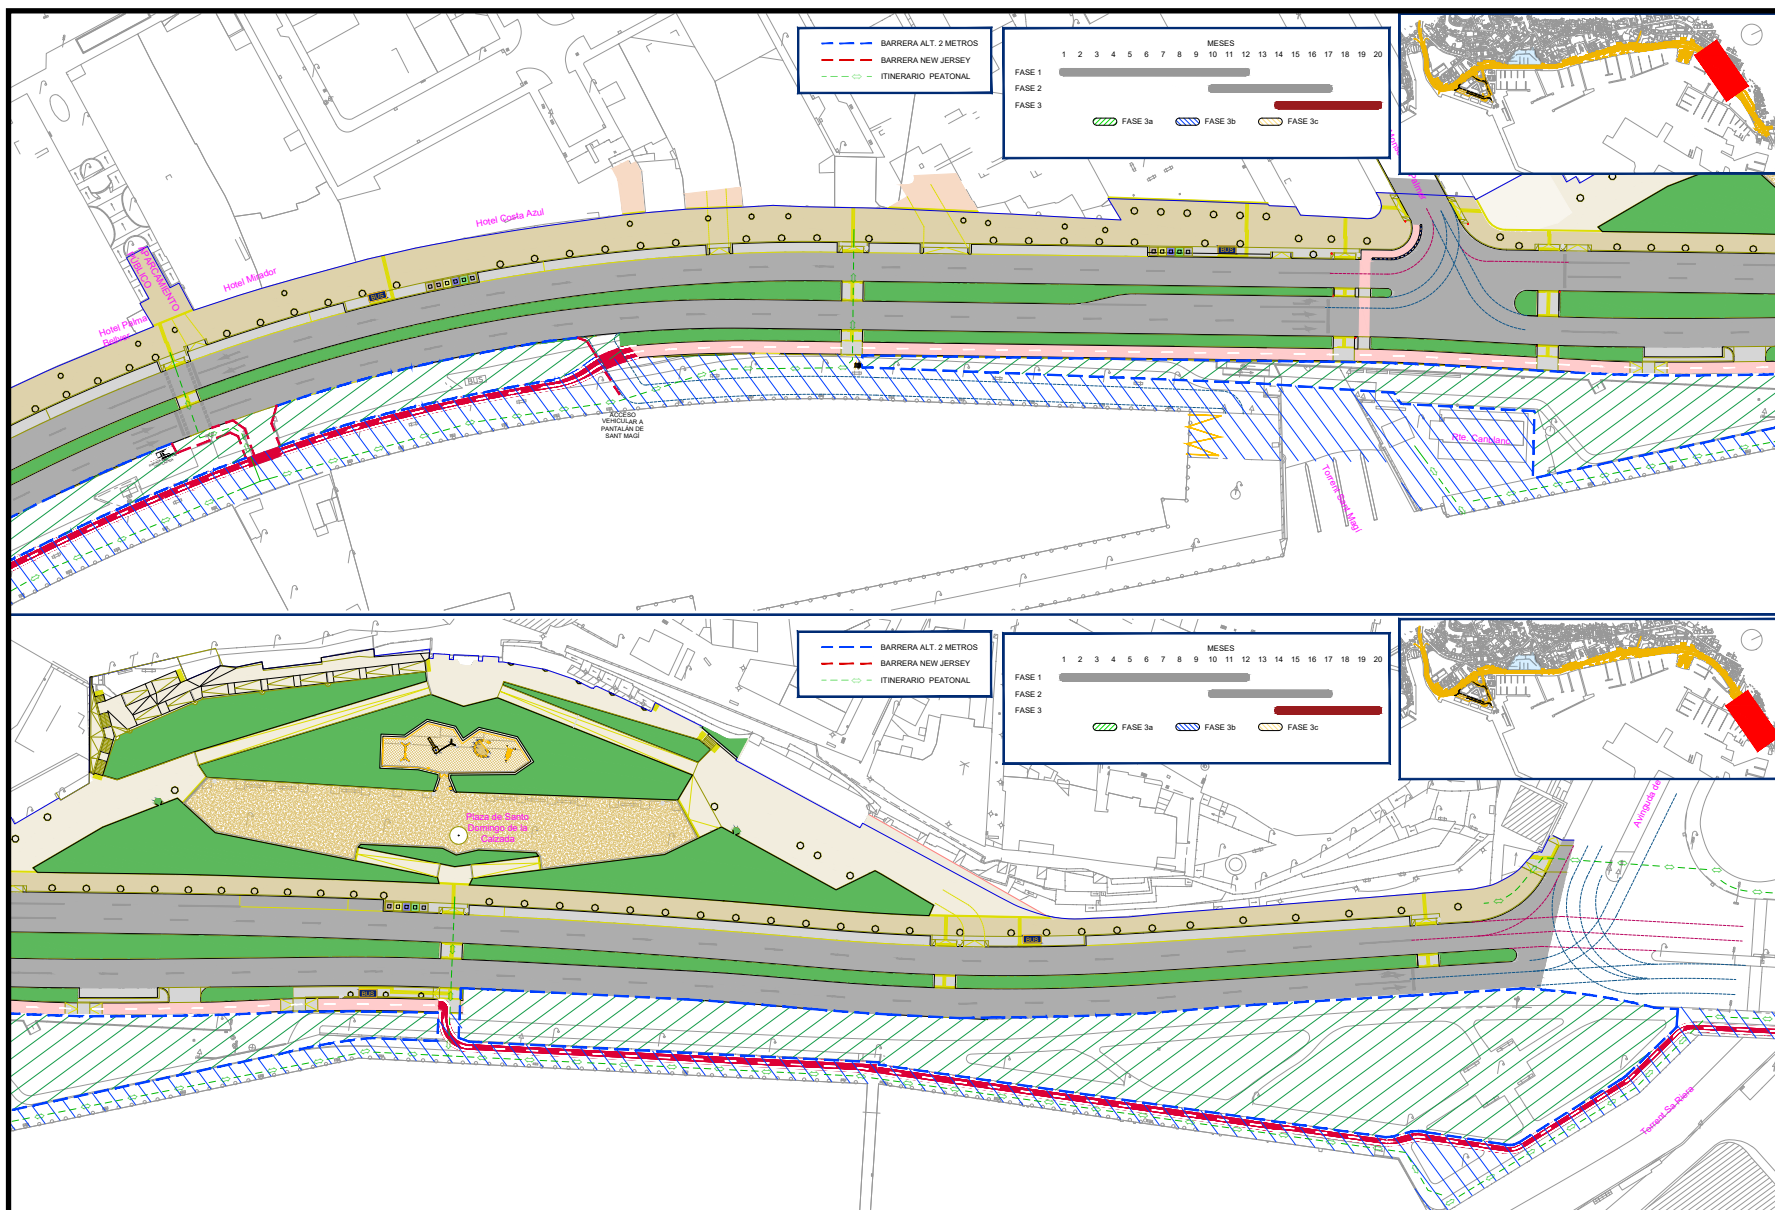 BARRERA ALT. 2 METROS
BARRERA NEW JERSEY
ITINERARIO PEATONAL
MESES
1 2 3 4 5 6 7 8 9 10 11 12 13 14 15 16 17 18 19 20
FASE 1
FASE 2
FASE 3
FASE 3a FASE 3b FASE 3c
Hotel Costa Azul
Hotel Mirador
APARCAMIENTO
PÚBLICO
Hotel Palma
Bellver
BUS
BUS
BUS
Palmer
ACCESO
VEHICULAR A
PANTALÁN DE
SANT MAGÍ
Torrent Sant Magí
BARRERA ALT. 2 METROS
BARRERA NEW JERSEY
ITINERARIO PEATONAL
MESES
1 2 3 4 5 6 7 8 9 10 11 12 13 14 15 16 17 18 19 20
FASE 1
FASE 2
FASE 3
FASE 3a FASE 3b FASE 3c
Plaza de Santo
Domingo de la
Calzada
BUS
BUS
Avinguda de
Torrent Sa Riera